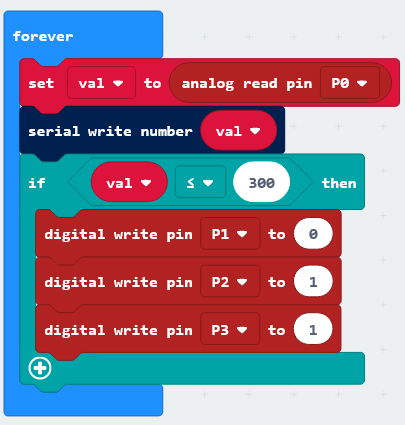 forever
set val to analog read pin P0
serial write number val
if val ≤ 300 then
digital write pin P1 to 0
digital write pin P2 to 1
digital write pin P3 to 1